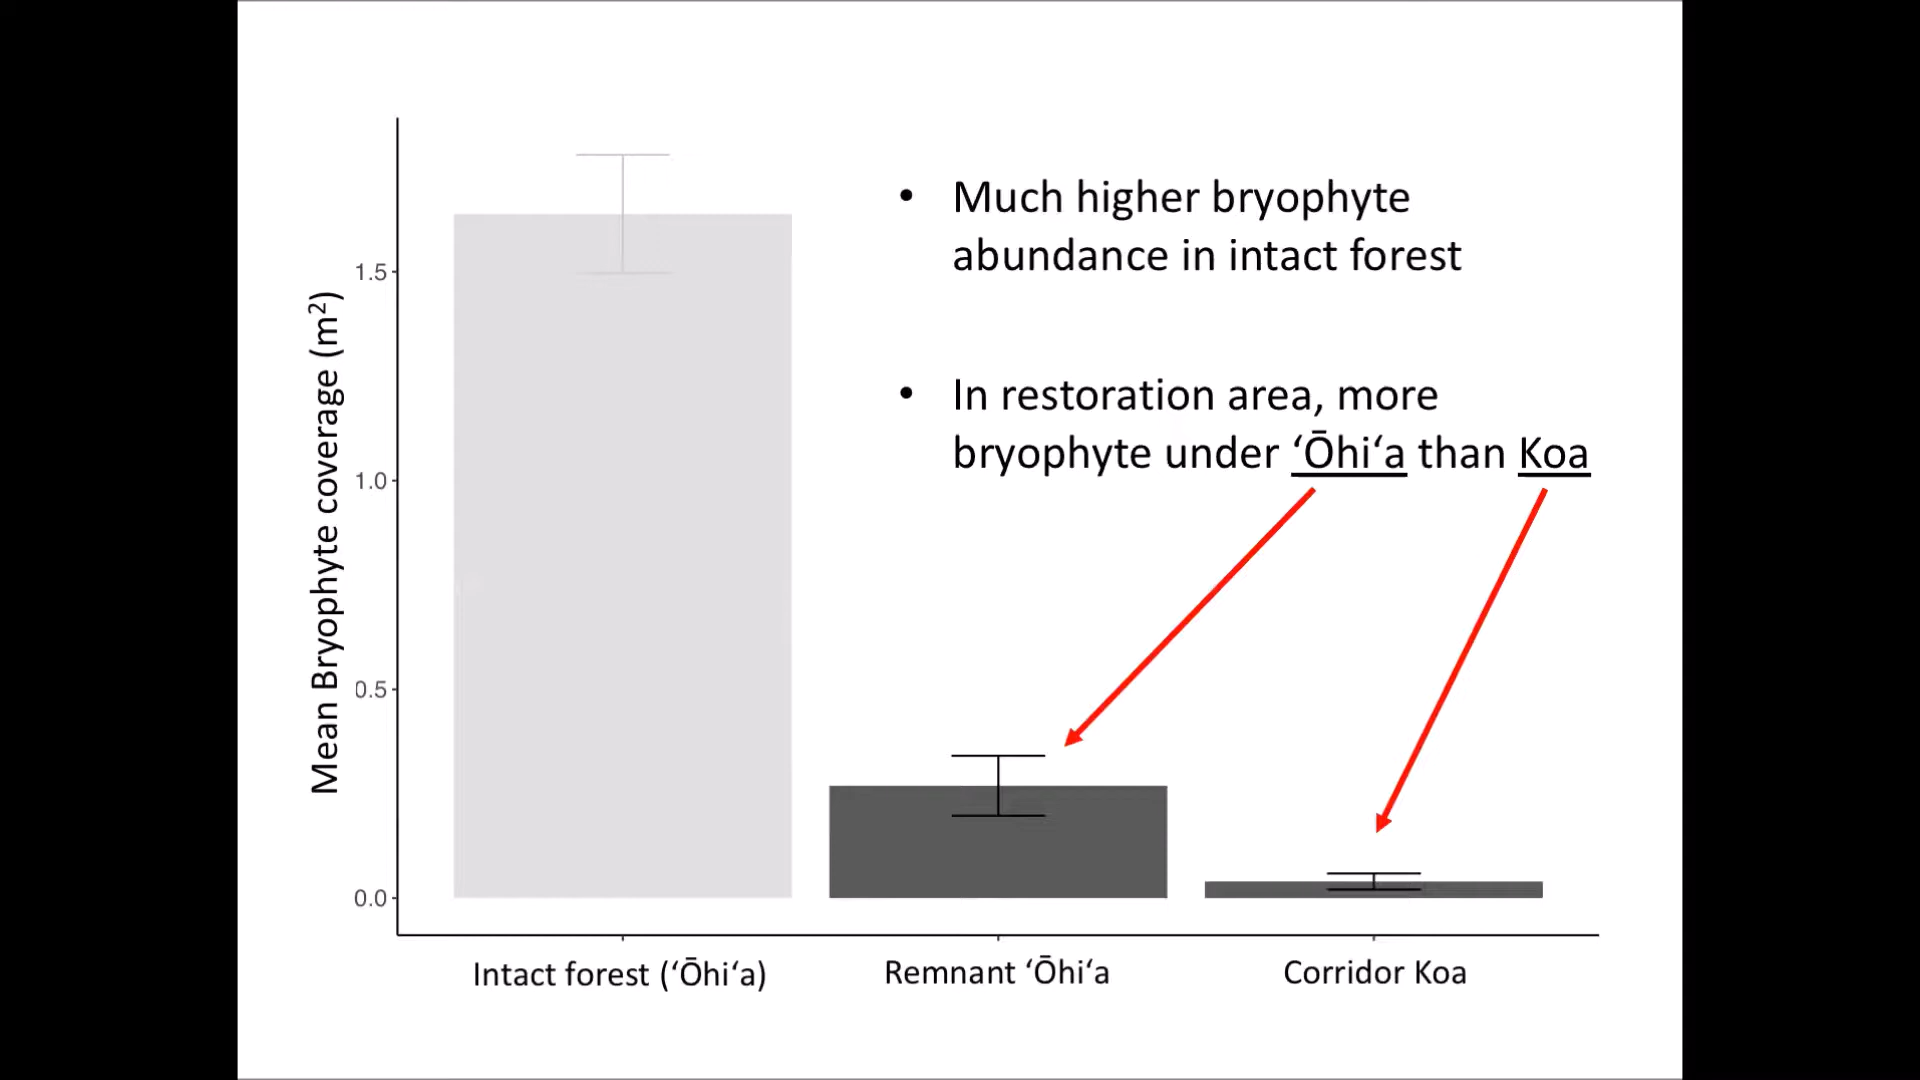 • Much higher bryophyte
abundance in intact forest
• In restoration area, more
bryophyte under ʻŌhiʻa than Koa
Mean Bryophyte coverage (m²)
1.5
1.0
0.5
0.0
Intact forest (ʻŌhiʻa)
Remnant ʻŌhiʻa
Corridor Koa